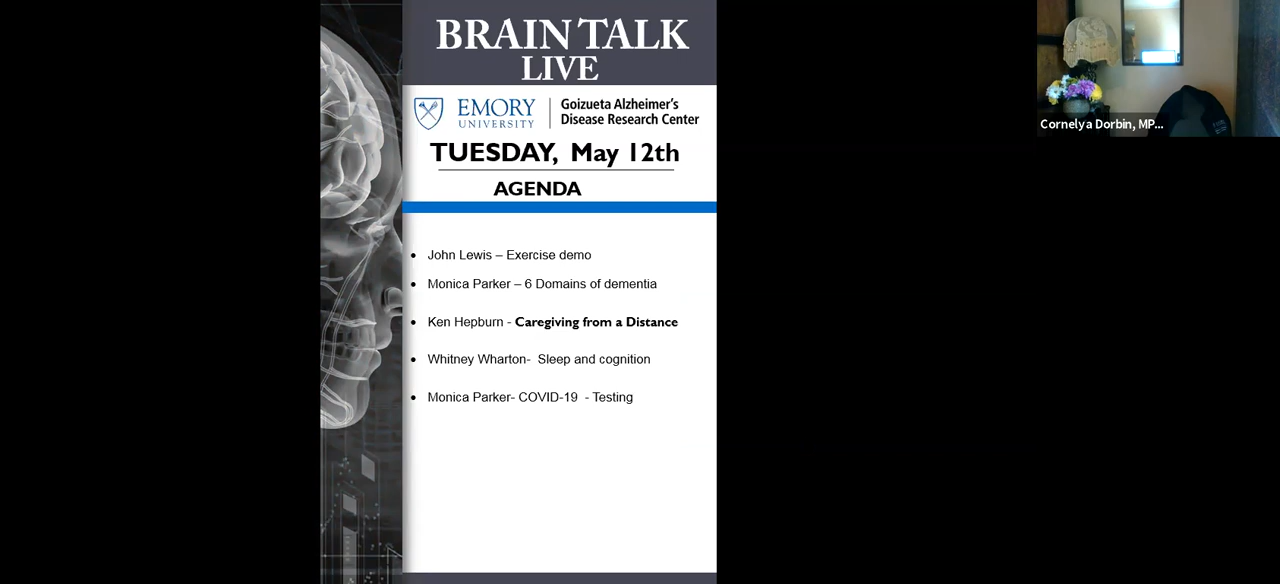 BRAIN TALK
LIVE
EMORY
UNIVERSITY
Goizueta Alzheimer's
Disease Research Center
TUESDAY, May 12th
AGENDA
• John Lewis – Exercise demo
• Monica Parker – 6 Domains of dementia
• Ken Hepburn - Caregiving from a Distance
• Whitney Wharton- Sleep and cognition
• Monica Parker- COVID-19 - Testing
Cornelya Dorbin, MP...